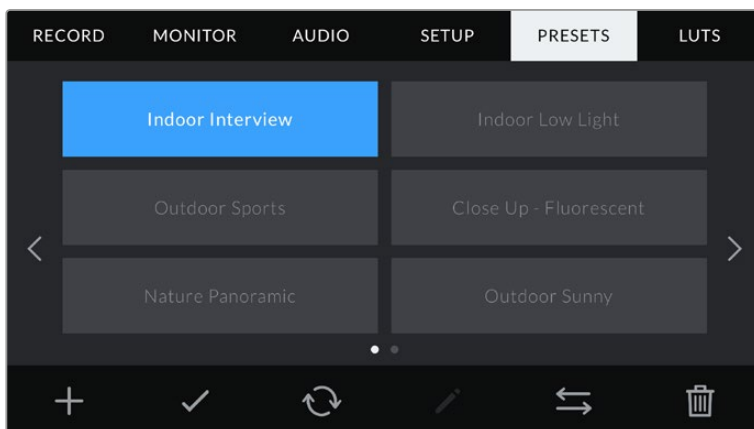 RECORD MONITOR AUDIO SETUP PRESETS LUTS
Indoor Interview Indoor Low Light
Outdoor Sports Close Up - Fluorescent
Nature Panoramic Outdoor Sunny